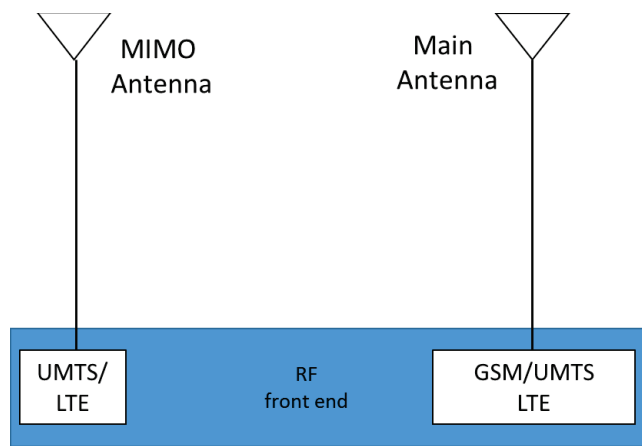 MIMO
Antenna
Main
Antenna
UMTS/
LTE
RF
front end
GSM/UMTS
LTE